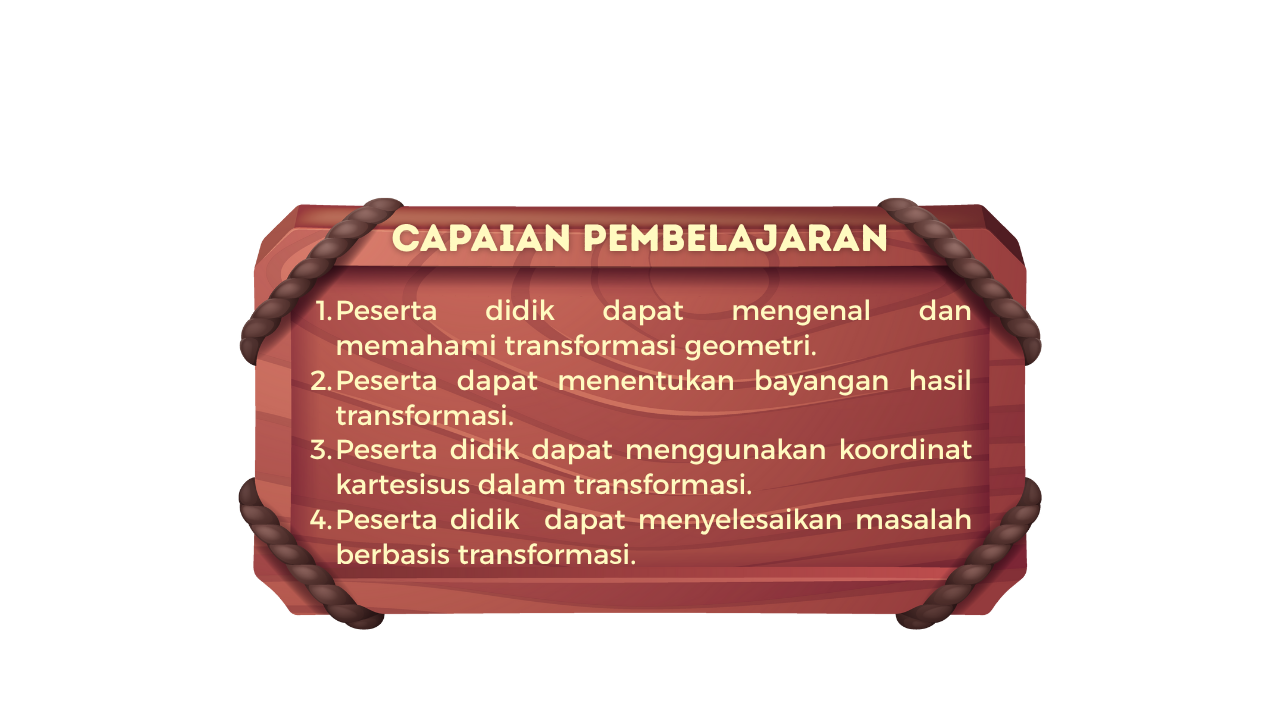 CAPAIAN PEMBELAJARAN
1. Peserta didik dapat mengenal dan
memahami transformasi geometri.
2. Peserta dapat menentukan bayangan hasil
transformasi.
3. Peserta didik dapat menggunakan koordinat
kartesisus dalam transformasi.
4. Peserta didik dapat menyelesaikan masalah
berbasis transformasi.